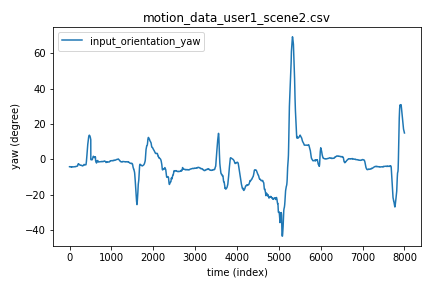 motion_data_user1_scene2.csv
input_orientation_yaw
yaw (degree)
60
40
20
0
−20
−40
0 1000 2000 3000 4000 5000 6000 7000 8000
time (index)